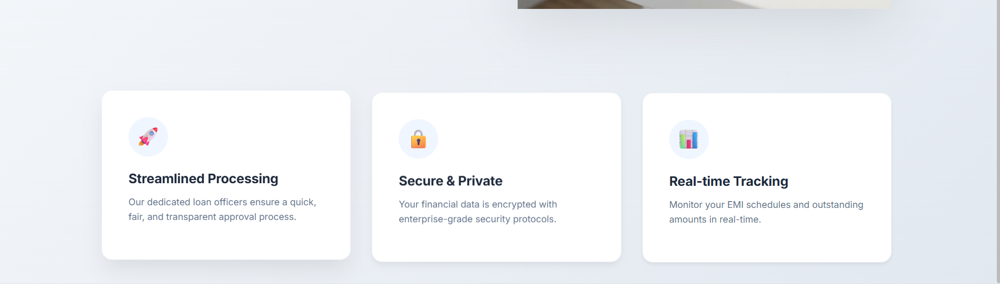 Streamlined Processing
Our dedicated loan officers ensure a quick,
fair, and transparent approval process.
Secure & Private
Your financial data is encrypted with
enterprise-grade security protocols.
Real-time Tracking
Monitor your EMI schedules and outstanding
amounts in real-time.